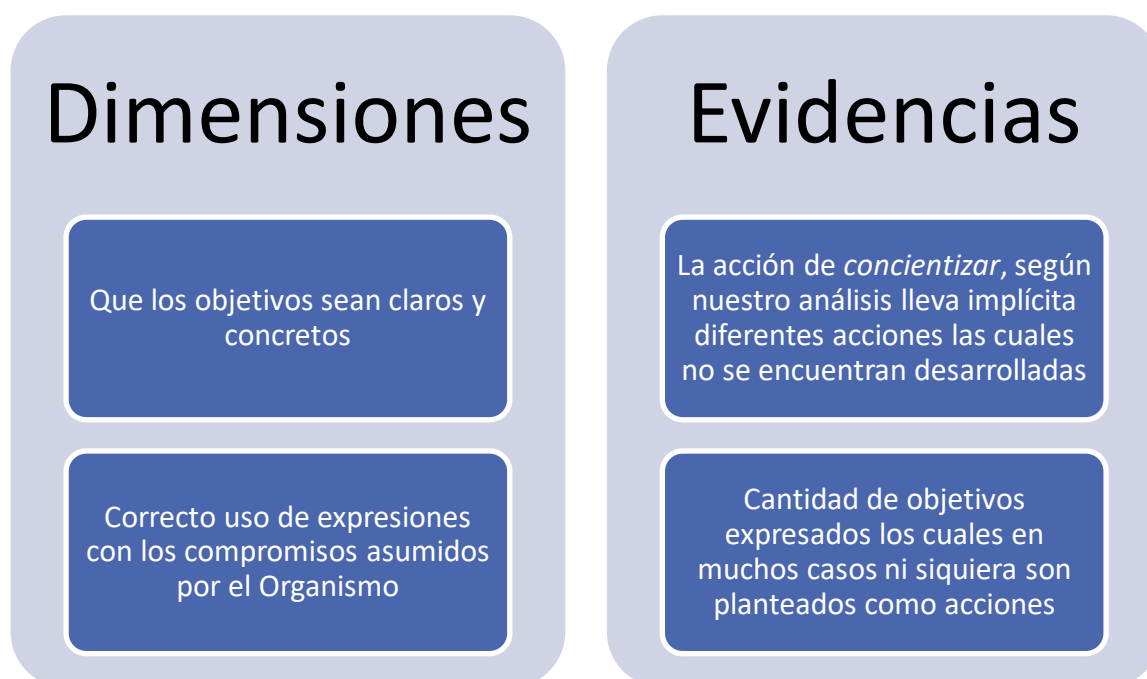 Dimensiones
Que los objetivos sean claros y
concretos
Correcto uso de expresiones
con los compromisos asumidos
por el Organismo
Evidencias
La acción de concientizar, según
nuestro análisis lleva implícita
diferentes acciones las cuales
no se encuentran desarrolladas
Cantidad de objetivos
expresados los cuales en
muchos casos ni siquiera son
planteados como acciones